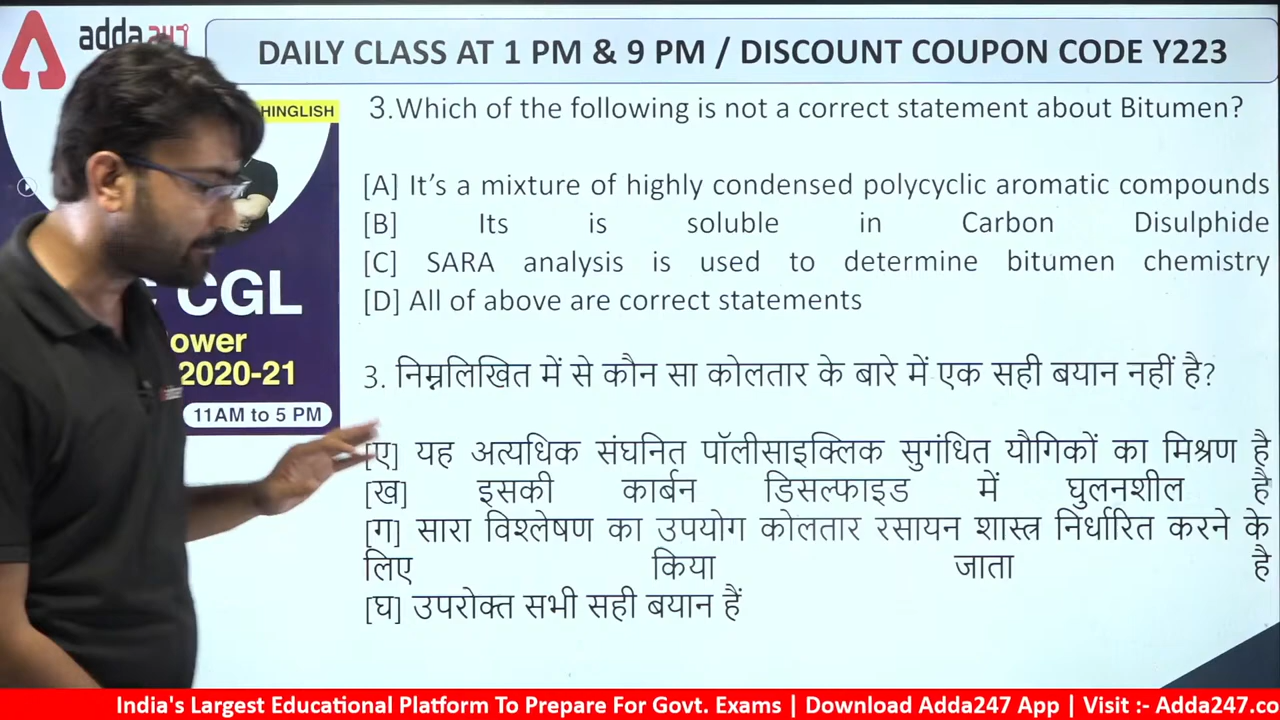 adda247
DAILY CLASS AT 1 PM & 9 PM / DISCOUNT COUPON CODE Y223
HINGLISH
CGL
2020-21
11AM to 5 PM
3.Which of the following is not a correct statement about Bitumen?
[A] It's a mixture of highly condensed polycyclic aromatic compounds
[B] Its is soluble in Carbon Disulphide
[C] SARA analysis is used to determine bitumen chemistry
[D] All of above are correct statements
3. निम्नलिखित में से कौन सा कोलतार के बारे में एक सही बयान नहीं है?
[ए] यह अत्यधिक संघनित पॉलीसाइक्लिक सुगंधित यौगिकों का मिश्रण है
[ख] इसकी कार्बन डिसल्फाइड में घुलनशील है
[ग] सारा विश्लेषण का उपयोग कोलतार रसायन शास्त्र निर्धारित करने के
लिए किया जाता है
[घ] उपरोक्त सभी सही बयान हैं
India's Largest Educational Platform To Prepare For Govt. Exams | Download Adda247 App | Visit :- Adda247.co